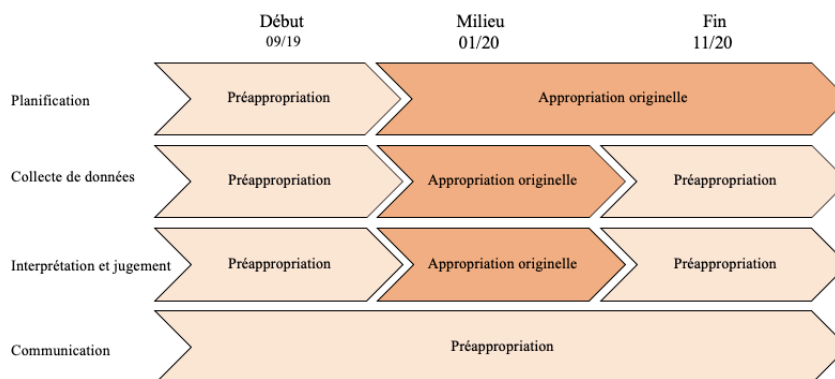 Début Milieu Fin
09/19 01/20 11/20
Planification Préappropriation Appropriation originelle
Collecte de données Préappropriation Appropriation originelle Préappropriation
Interprétation et jugement Préappropriation Appropriation originelle Préappropriation
Communication Préappropriation